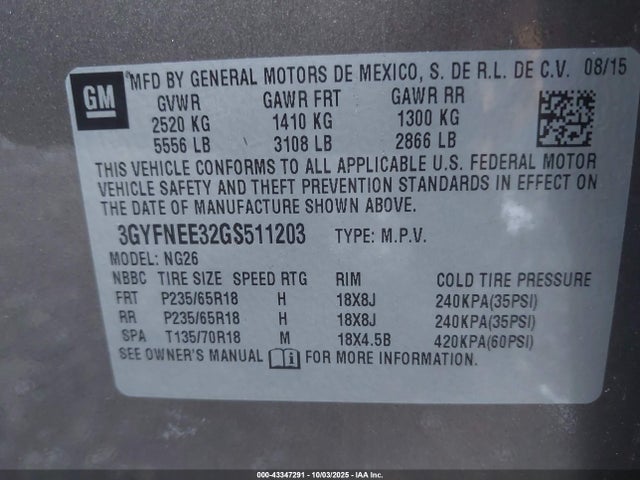 GM
MFD BY GENERAL MOTORS DE MEXICO, S. DE R.L. DE C.V. 08/15
GVWR GAWR FRT GAWR RR
2520 KG 1410 KG 1300 KG
5556 LB 3108 LB 2866 LB
THIS VEHICLE CONFORMS TO ALL APPLICABLE U.S. FEDERAL MOTOR
VEHICLE SAFETY AND THEFT PREVENTION STANDARDS IN EFFECT ON
THE DATE OF MANUFACTURE SHOWN ABOVE.
3GYFNEE32GS511203 TYPE: M.P.V.
MODEL: NG26
NBBC TIRE SIZE SPEED RTG RIM COLD TIRE PRESSURE
FRT P235/65R18 H 18X8J 240KPA(35PSI)
RR P235/65R18 H 18X8J 240KPA(35PSI)
SPA T135/70R18 M 18X4.5B 420KPA(60PSI)
SEE OWNER'S MANUAL FOR MORE INFORMATION.
000-43347291 - 10/03/2025 - IAA Inc.